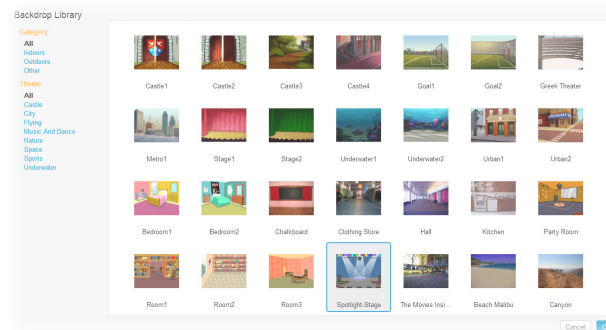 Backdrop Library
Category
All
Indoors
Outdoors
Other
Theme
All
Castle
City
Flying
Music And Dance
Nature
Space
Sports
Underwater
Castle1
Castle2
Castle3
Castle4
Goal1
Goal2
Greek Theater
Metro1
Stage1
Stage2
Underwater1
Underwater2
Urban1
Urban2
Bedroom1
Bedroom2
Chalkboard
Clothing Store
Hall
Kitchen
Party Room
Room1
Room2
Room3
Spotlight-Stage
The Movies Insi...
Beach Malibu
Canyon
Cancel